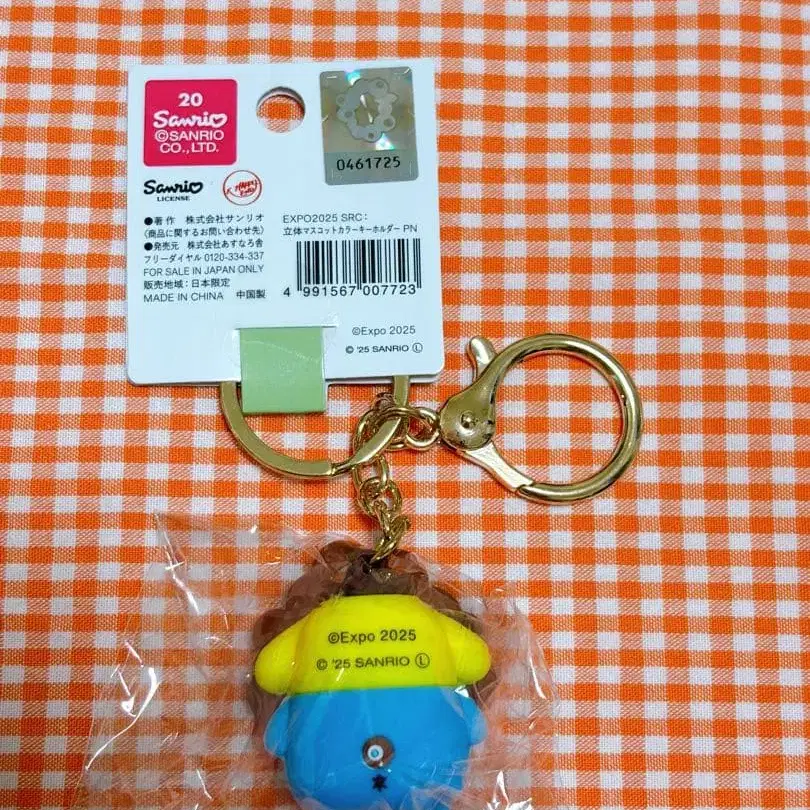 20
Sanrio
©SANRIO
CO.,LTD.
0461725
Sanrio
LICENSE
●著作 株式会社サンリオ
(商品に関するお問い合わせ先)
●発売元 株式会社あすなろ舎
フリーダイヤル 0120-334-337
FOR SALE IN JAPAN ONLY
販売地域:日本限定
MADE IN CHINA 中国製
EXPO2025 SRC:
立体マスコットカラーキーホルダー PN
4 991567 007723
©Expo 2025
© '25 SANRIO Ⓛ
©Expo 2025
© '25 SANRIO Ⓛ